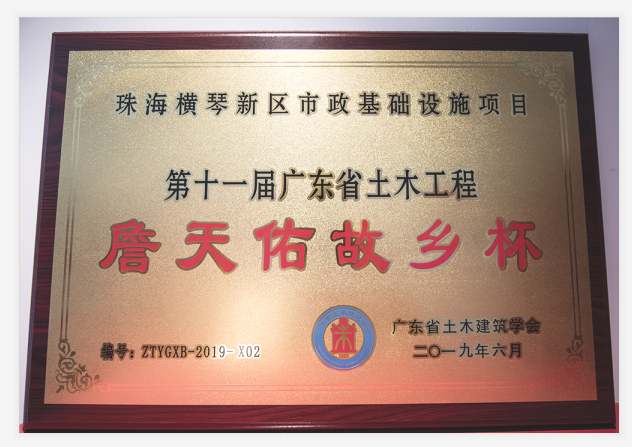 珠海横琴新区市政基础设施项目
第十一届广东省土木工程
詹天佑故乡杯
广东省土木建筑学会
编号：ZTYGXB-2019-X02
二〇一九年六月